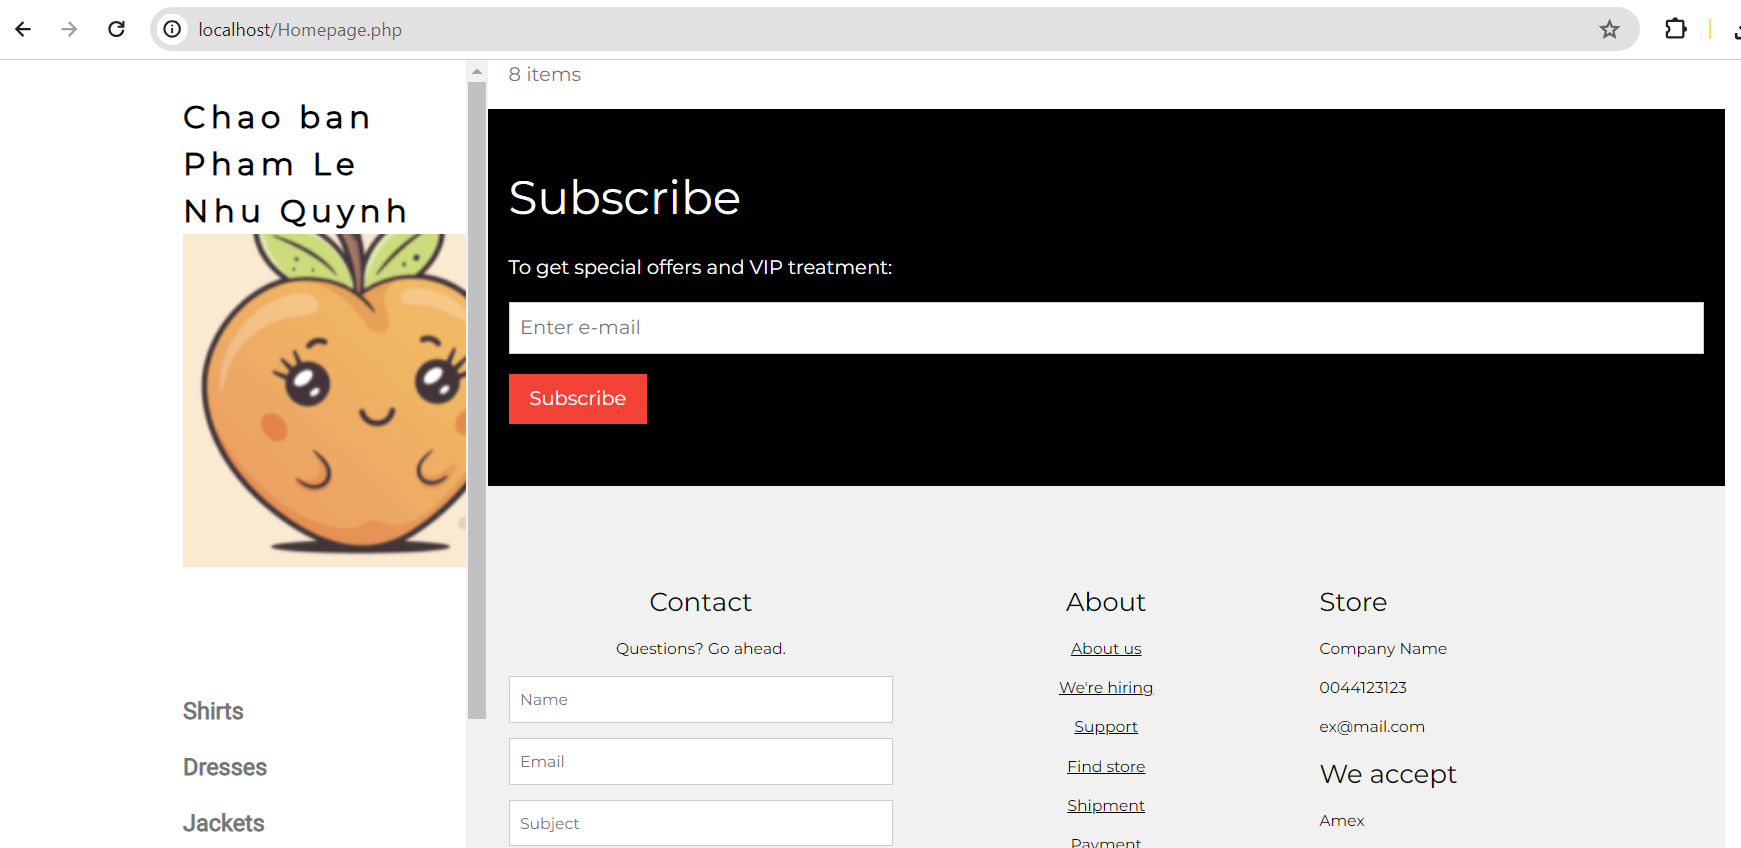 localhost/Homepage.php
8 items
Chao ban
Pham Le
Nhu Quynh
Shirts
Dresses
Jackets
Subscribe
To get special offers and VIP treatment:
Enter e-mail
Subscribe
Contact
Questions? Go ahead.
Name
Email
Subject
About
About us
We're hiring
Support
Find store
Shipment
Payment
Store
Company Name
0044123123
ex@mail.com
We accept
Amex